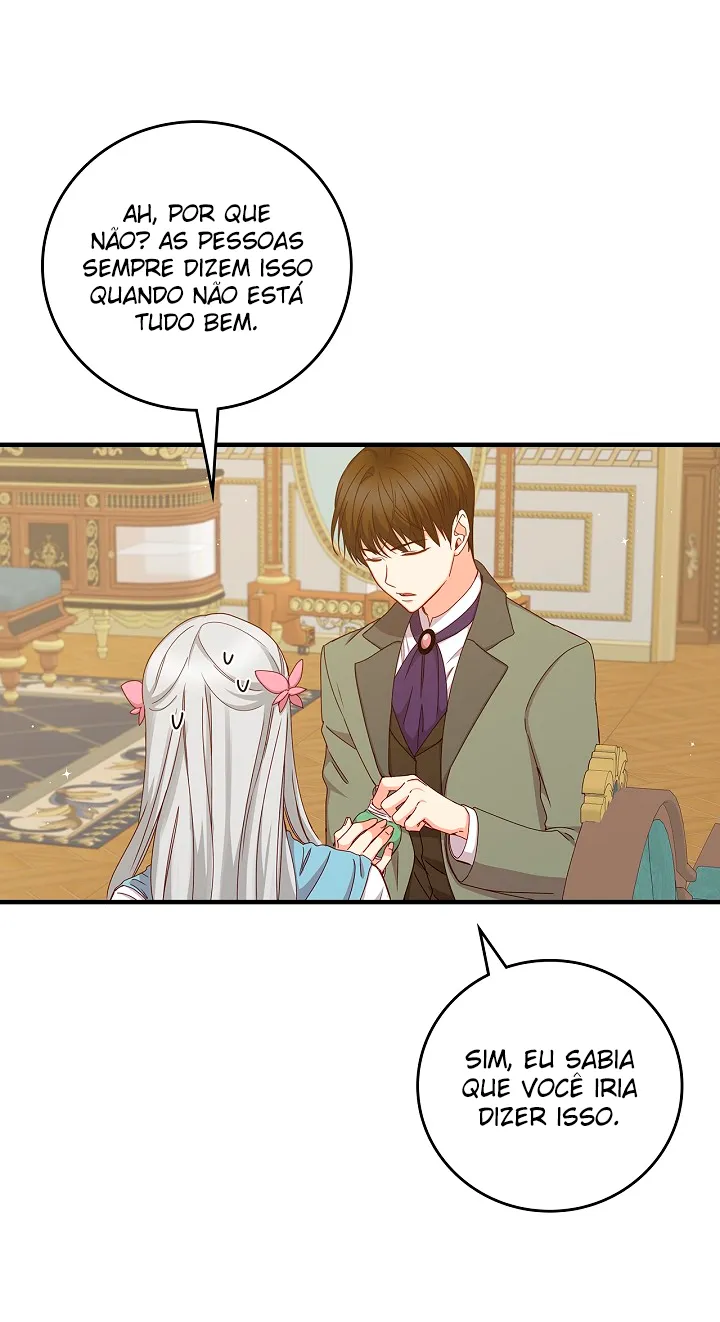 AH, POR QUE
NÃO? AS PESSOAS
SEMPRE DIZEM ISSO
QUANDO NÃO ESTÁ
TUDO BEM.
SIM, EU SABIA
QUE VOCÊ IRIA
DIZER ISSO.